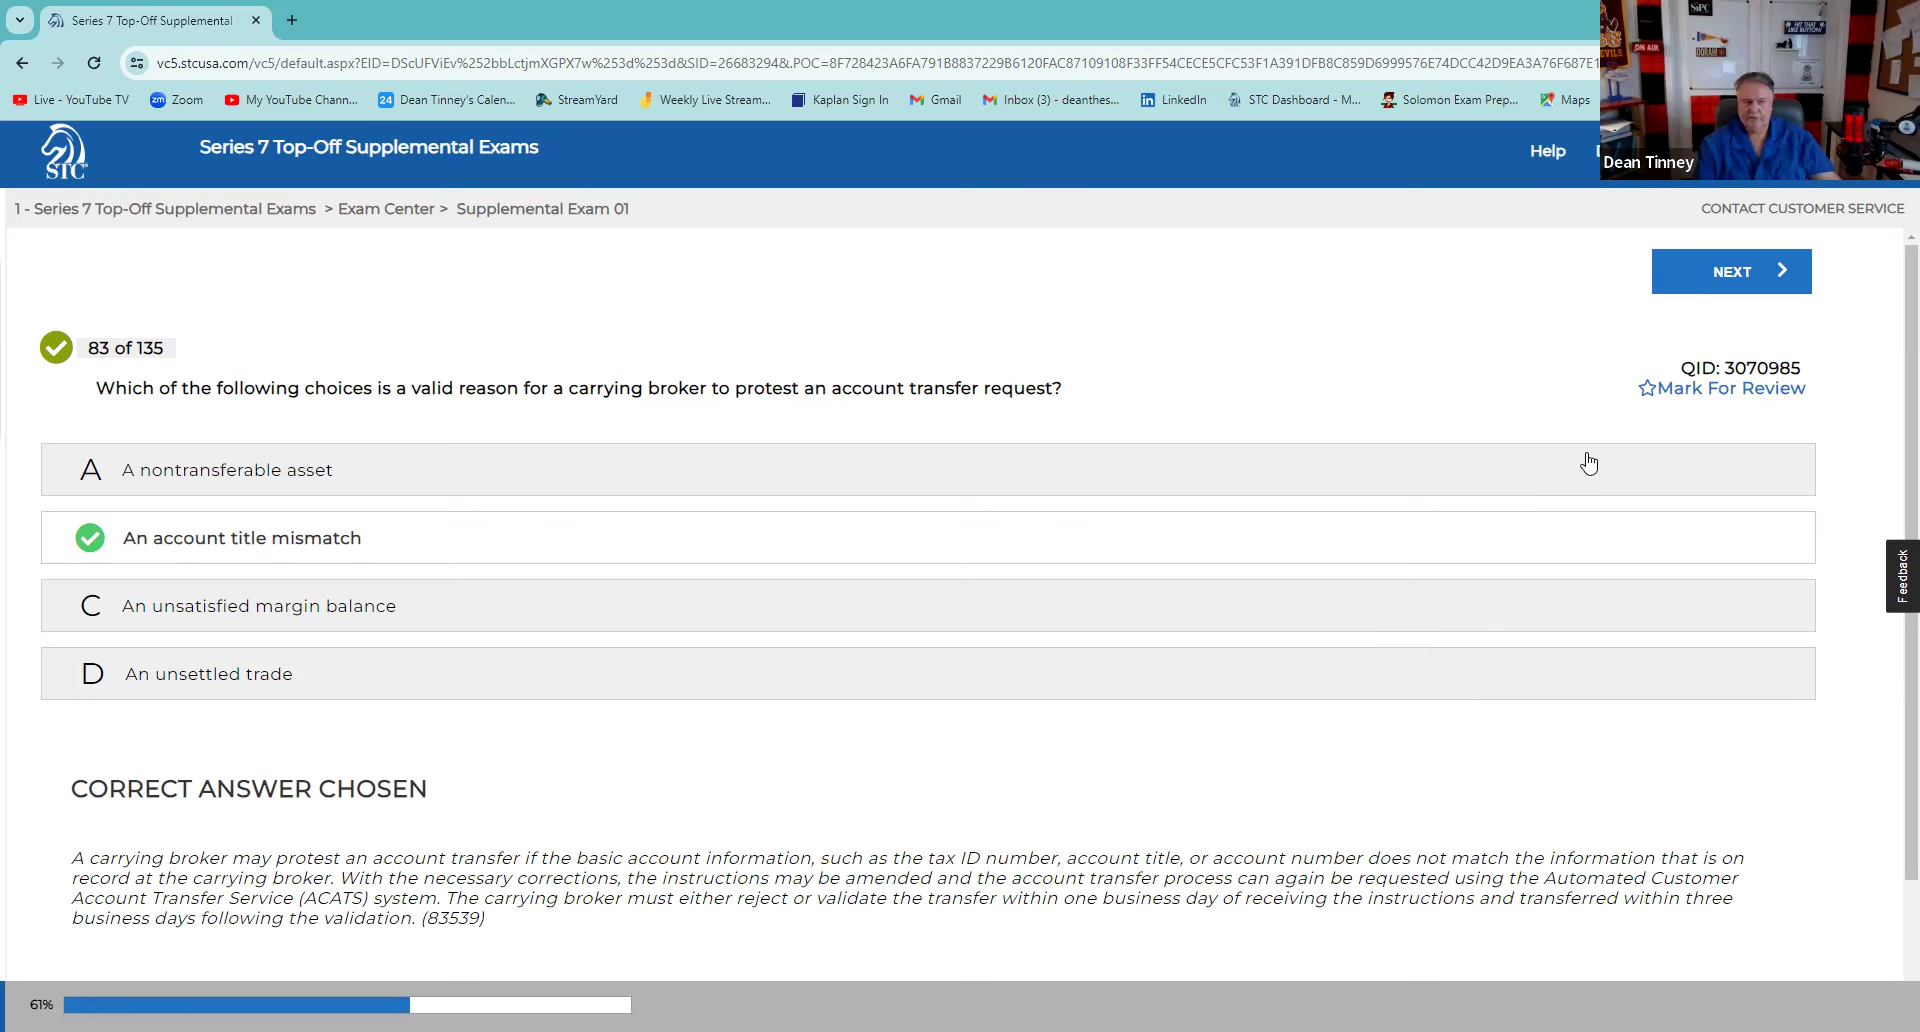 Series 7 Top-Off Supplemental
vc5.stcusa.com/vc5/default.aspx?EID=DScUFViEv%252bbLctjmXGPX7w%253d%253d&SID=26683294&.POC=8F728423A6FA791B8837229B6120FAC87109108F33FF54CECE5CFC53F1A391DFB8C859D6999576E74DCC42D9EA3A76F687E1
Live - YouTube TV
Zoom
My YouTube Chann...
24 Dean Tinney's Calen...
StreamYard
Weekly Live Stream...
Kaplan Sign In
Gmail
Inbox (3) - deanthes...
LinkedIn
STC Dashboard - M...
Solomon Exam Prep...
Maps
SIPC
HIT THAT LIKE BUTTON!
ON AIR
Dean Tinney
STC
Series 7 Top-Off Supplemental Exams
Help
1 - Series 7 Top-Off Supplemental Exams > Exam Center > Supplemental Exam 01
CONTACT CUSTOMER SERVICE
NEXT
83 of 135
QID: 3070985
Which of the following choices is a valid reason for a carrying broker to protest an account transfer request?
Mark For Review
A A nontransferable asset
An account title mismatch
C An unsatisfied margin balance
D An unsettled trade
Feedback
CORRECT ANSWER CHOSEN
A carrying broker may protest an account transfer if the basic account information, such as the tax ID number, account title, or account number does not match the information that is on
record at the carrying broker. With the necessary corrections, the instructions may be amended and the account transfer process can again be requested using the Automated Customer
Account Transfer Service (ACATS) system. The carrying broker must either reject or validate the transfer within one business day of receiving the instructions and transferred within three
business days following the validation. (83539)
61%